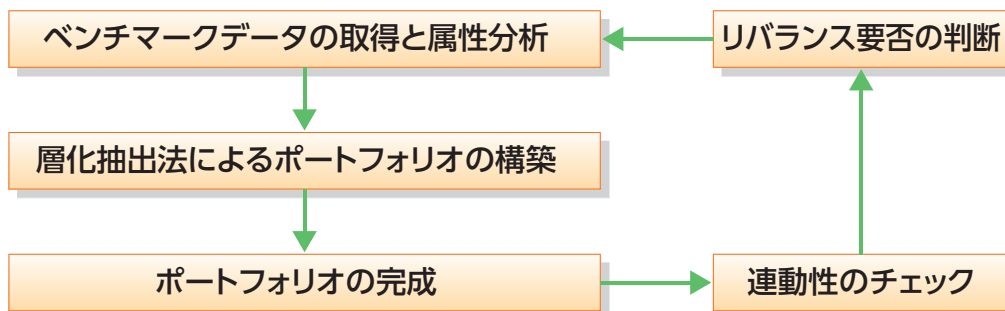 ベンチマークデータの取得と属性分析
リバランス要否の判断
層化抽出法によるポートフォリオの構築
ポートフォリオの完成
連動性のチェック